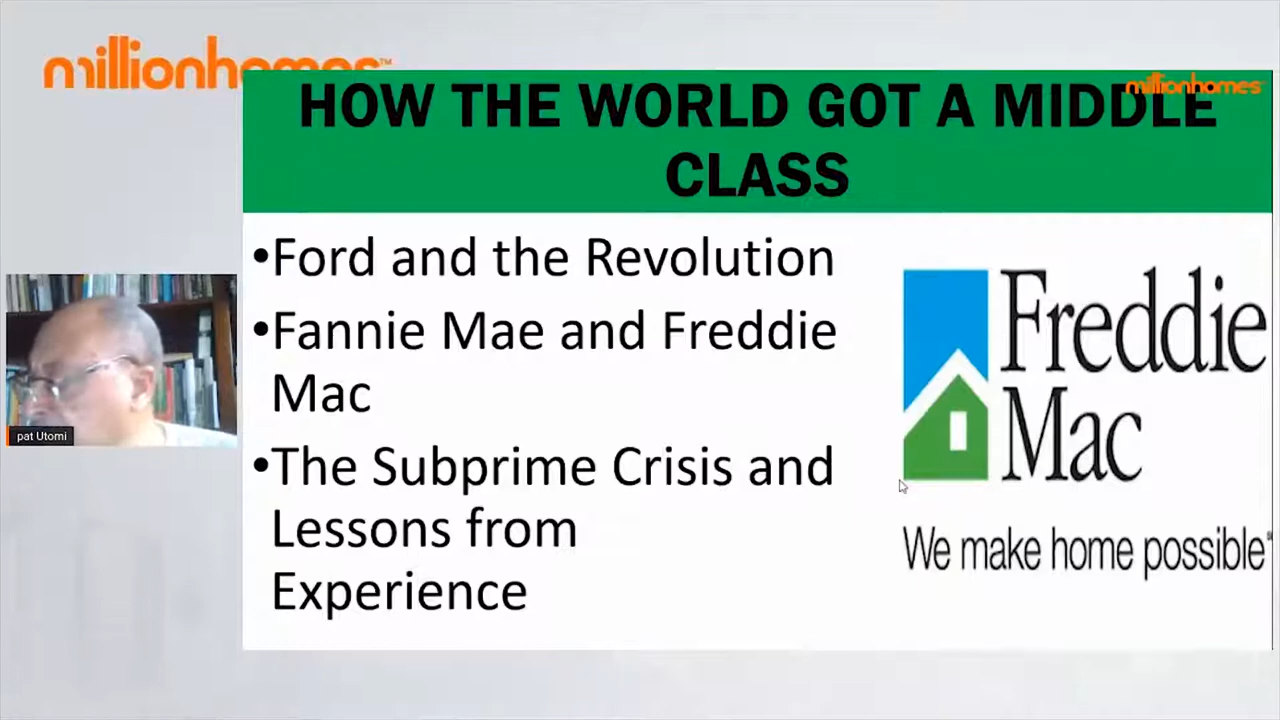 millionhomes™
millionhomes
HOW THE WORLD GOT A MIDDLE
CLASS
•Ford and the Revolution
•Fannie Mae and Freddie
Mac
•The Subprime Crisis and
Lessons from
Experience
Freddie
Mac
We make home possible
pat Utomi